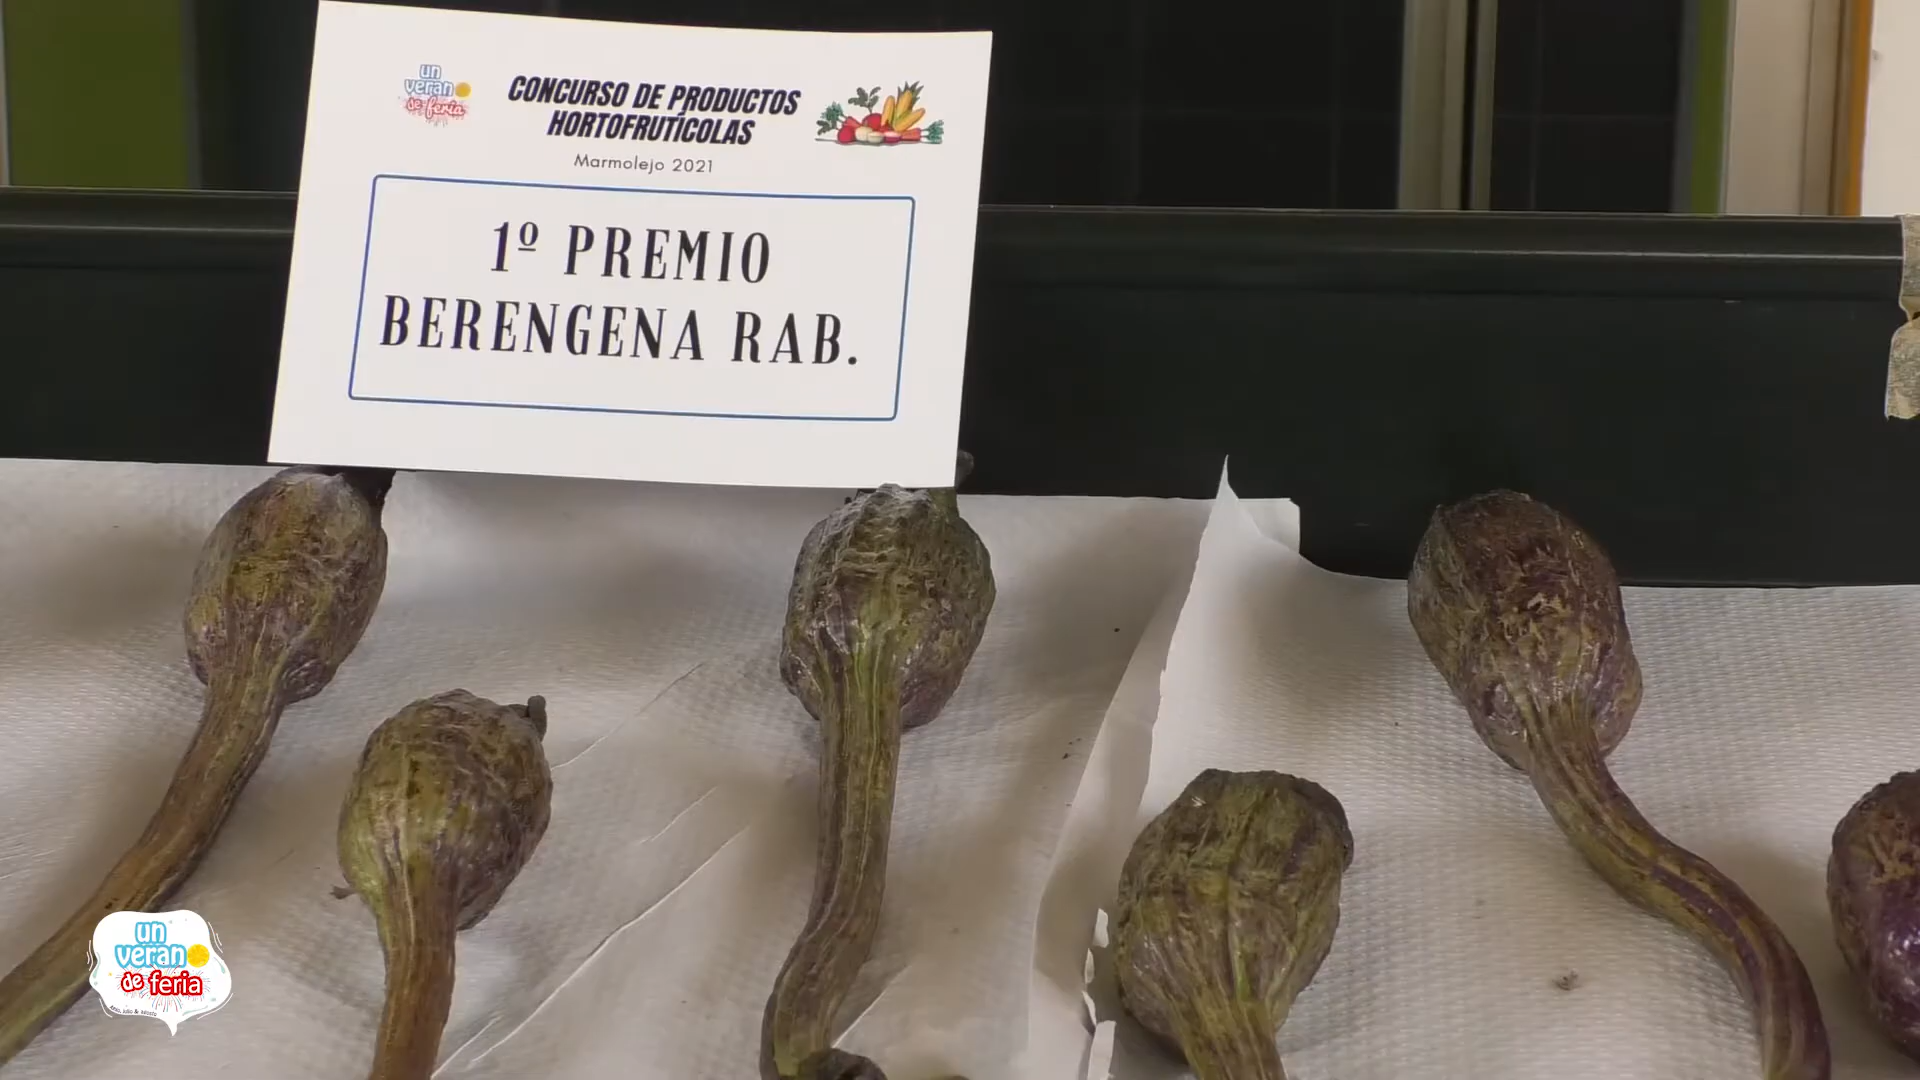 un
verano
de feria
CONCURSO DE PRODUCTOS
HORTOFRUTÍCOLAS
Marmolejo 2021
1º PREMIO
BERENGENA RAB.
un
verano
de feria